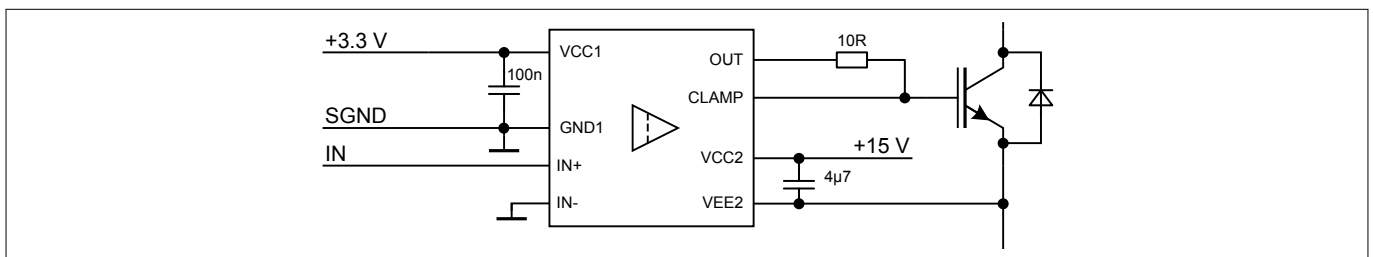 +3.3 V
VCC1
100n
SGND
GND1
IN
IN+
IN-
OUT
10R
CLAMP
VCC2
+15 V
4µ7
VEE2